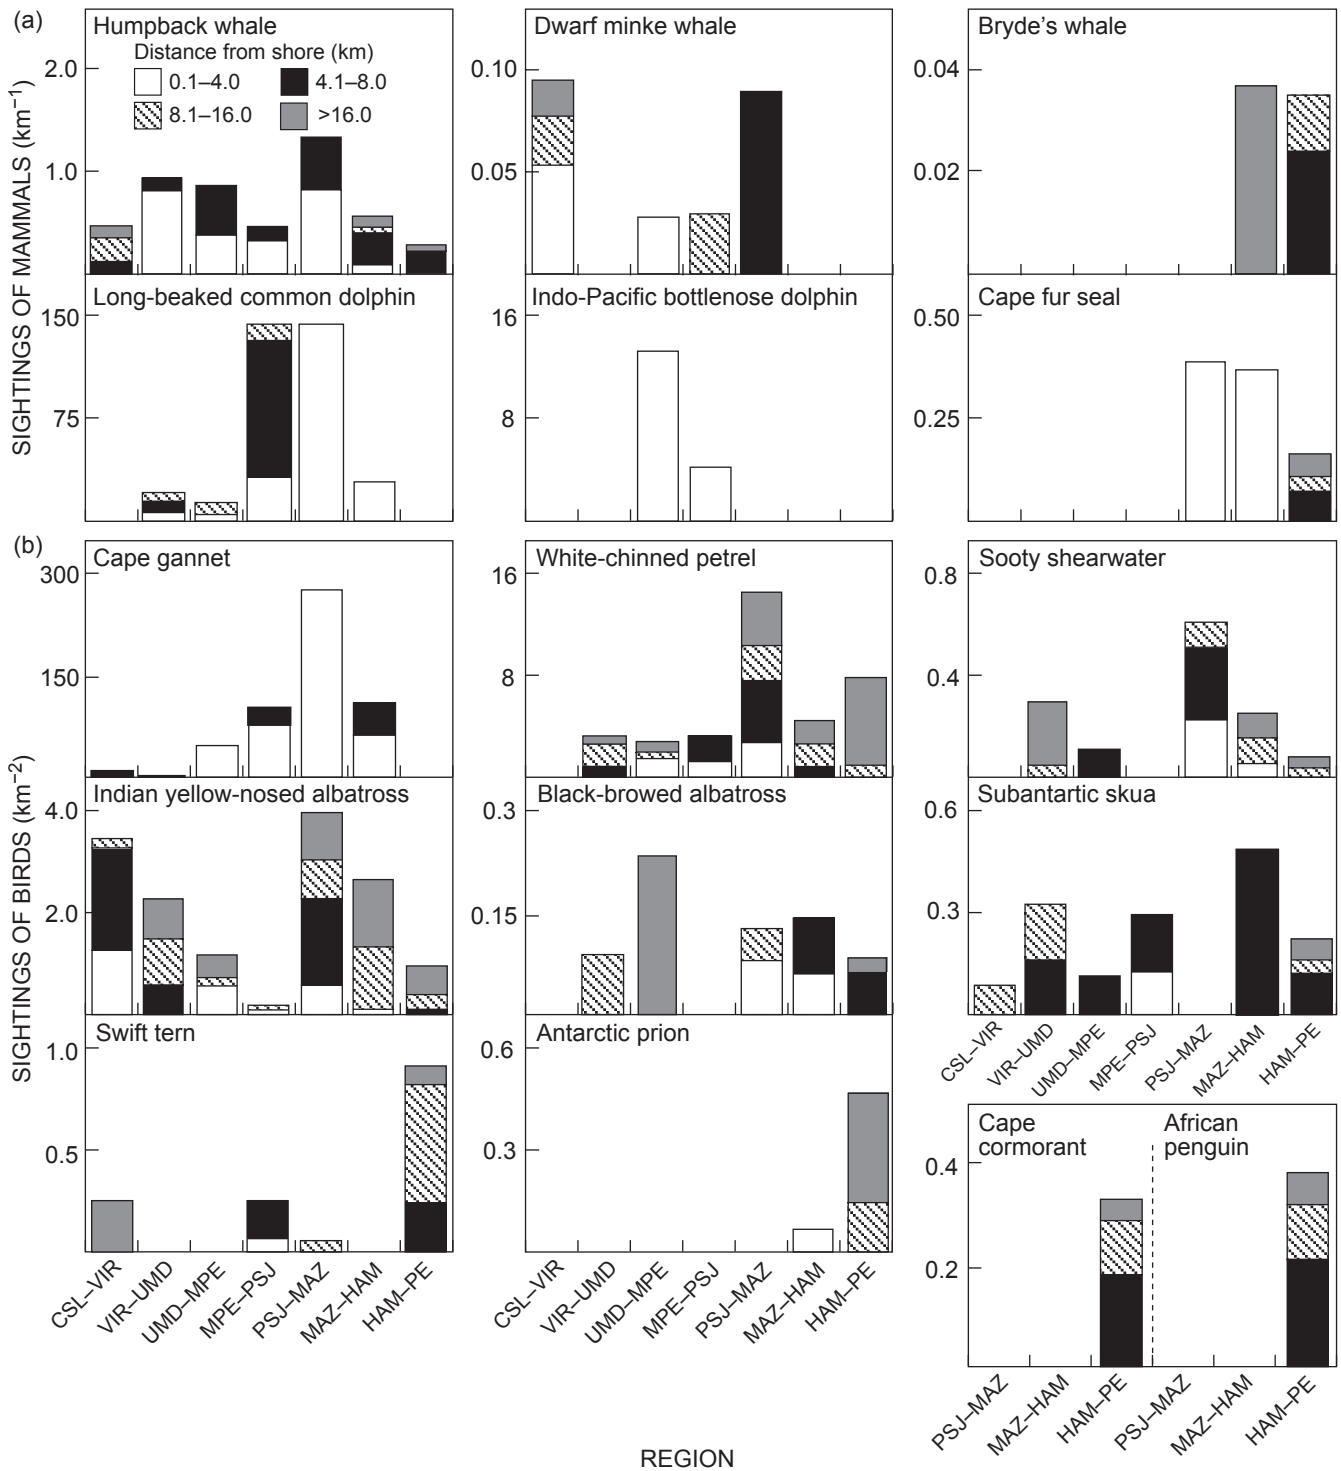 (a)
Humpback whale
Distance from shore (km)
0.1–4.0
4.1–8.0
8.1–16.0
>16.0
2.0
1.0
Dwarf minke whale
0.10
0.05
Bryde's whale
0.04
0.02
SIGHTINGS OF MAMMALS (km⁻¹)
Long-beaked common dolphin
150
75
Indo-Pacific bottlenose dolphin
16
8
Cape fur seal
0.50
0.25
(b)
Cape gannet
300
150
White-chinned petrel
16
8
Sooty shearwater
0.8
0.4
SIGHTINGS OF BIRDS (km⁻²)
Indian yellow-nosed albatross
4.0
2.0
Black-browed albatross
0.3
0.15
Subantartic skua
0.6
0.3
CSL–VIR
VIR–UMD
UMD–MPE
MPE–PSJ
PSJ–MAZ
MAZ–HAM
HAM–PE
Swift tern
1.0
0.5
CSL–VIR
VIR–UMD
UMD–MPE
MPE–PSJ
PSJ–MAZ
MAZ–HAM
HAM–PE
Antarctic prion
0.6
0.3
CSL–VIR
VIR–UMD
UMD–MPE
MPE–PSJ
PSJ–MAZ
MAZ–HAM
HAM–PE
Cape
cormorant
African
penguin
0.4
0.2
PSJ–MAZ
MAZ–HAM
HAM–PE
PSJ–MAZ
MAZ–HAM
HAM–PE
REGION